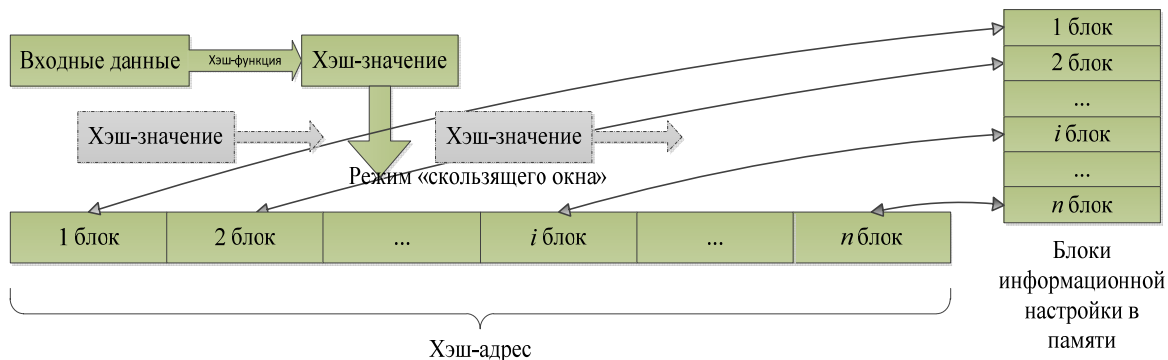 Входные данные
Хэш-функция
Хэш-значение
Хэш-значение
Хэш-значение
Режим «скользящего окна»
1 блок
2 блок
...
i блок
...
n блок
Хэш-адрес
1 блок
2 блок
...
i блок
...
n блок
Блоки
информационной
настройки в
памяти